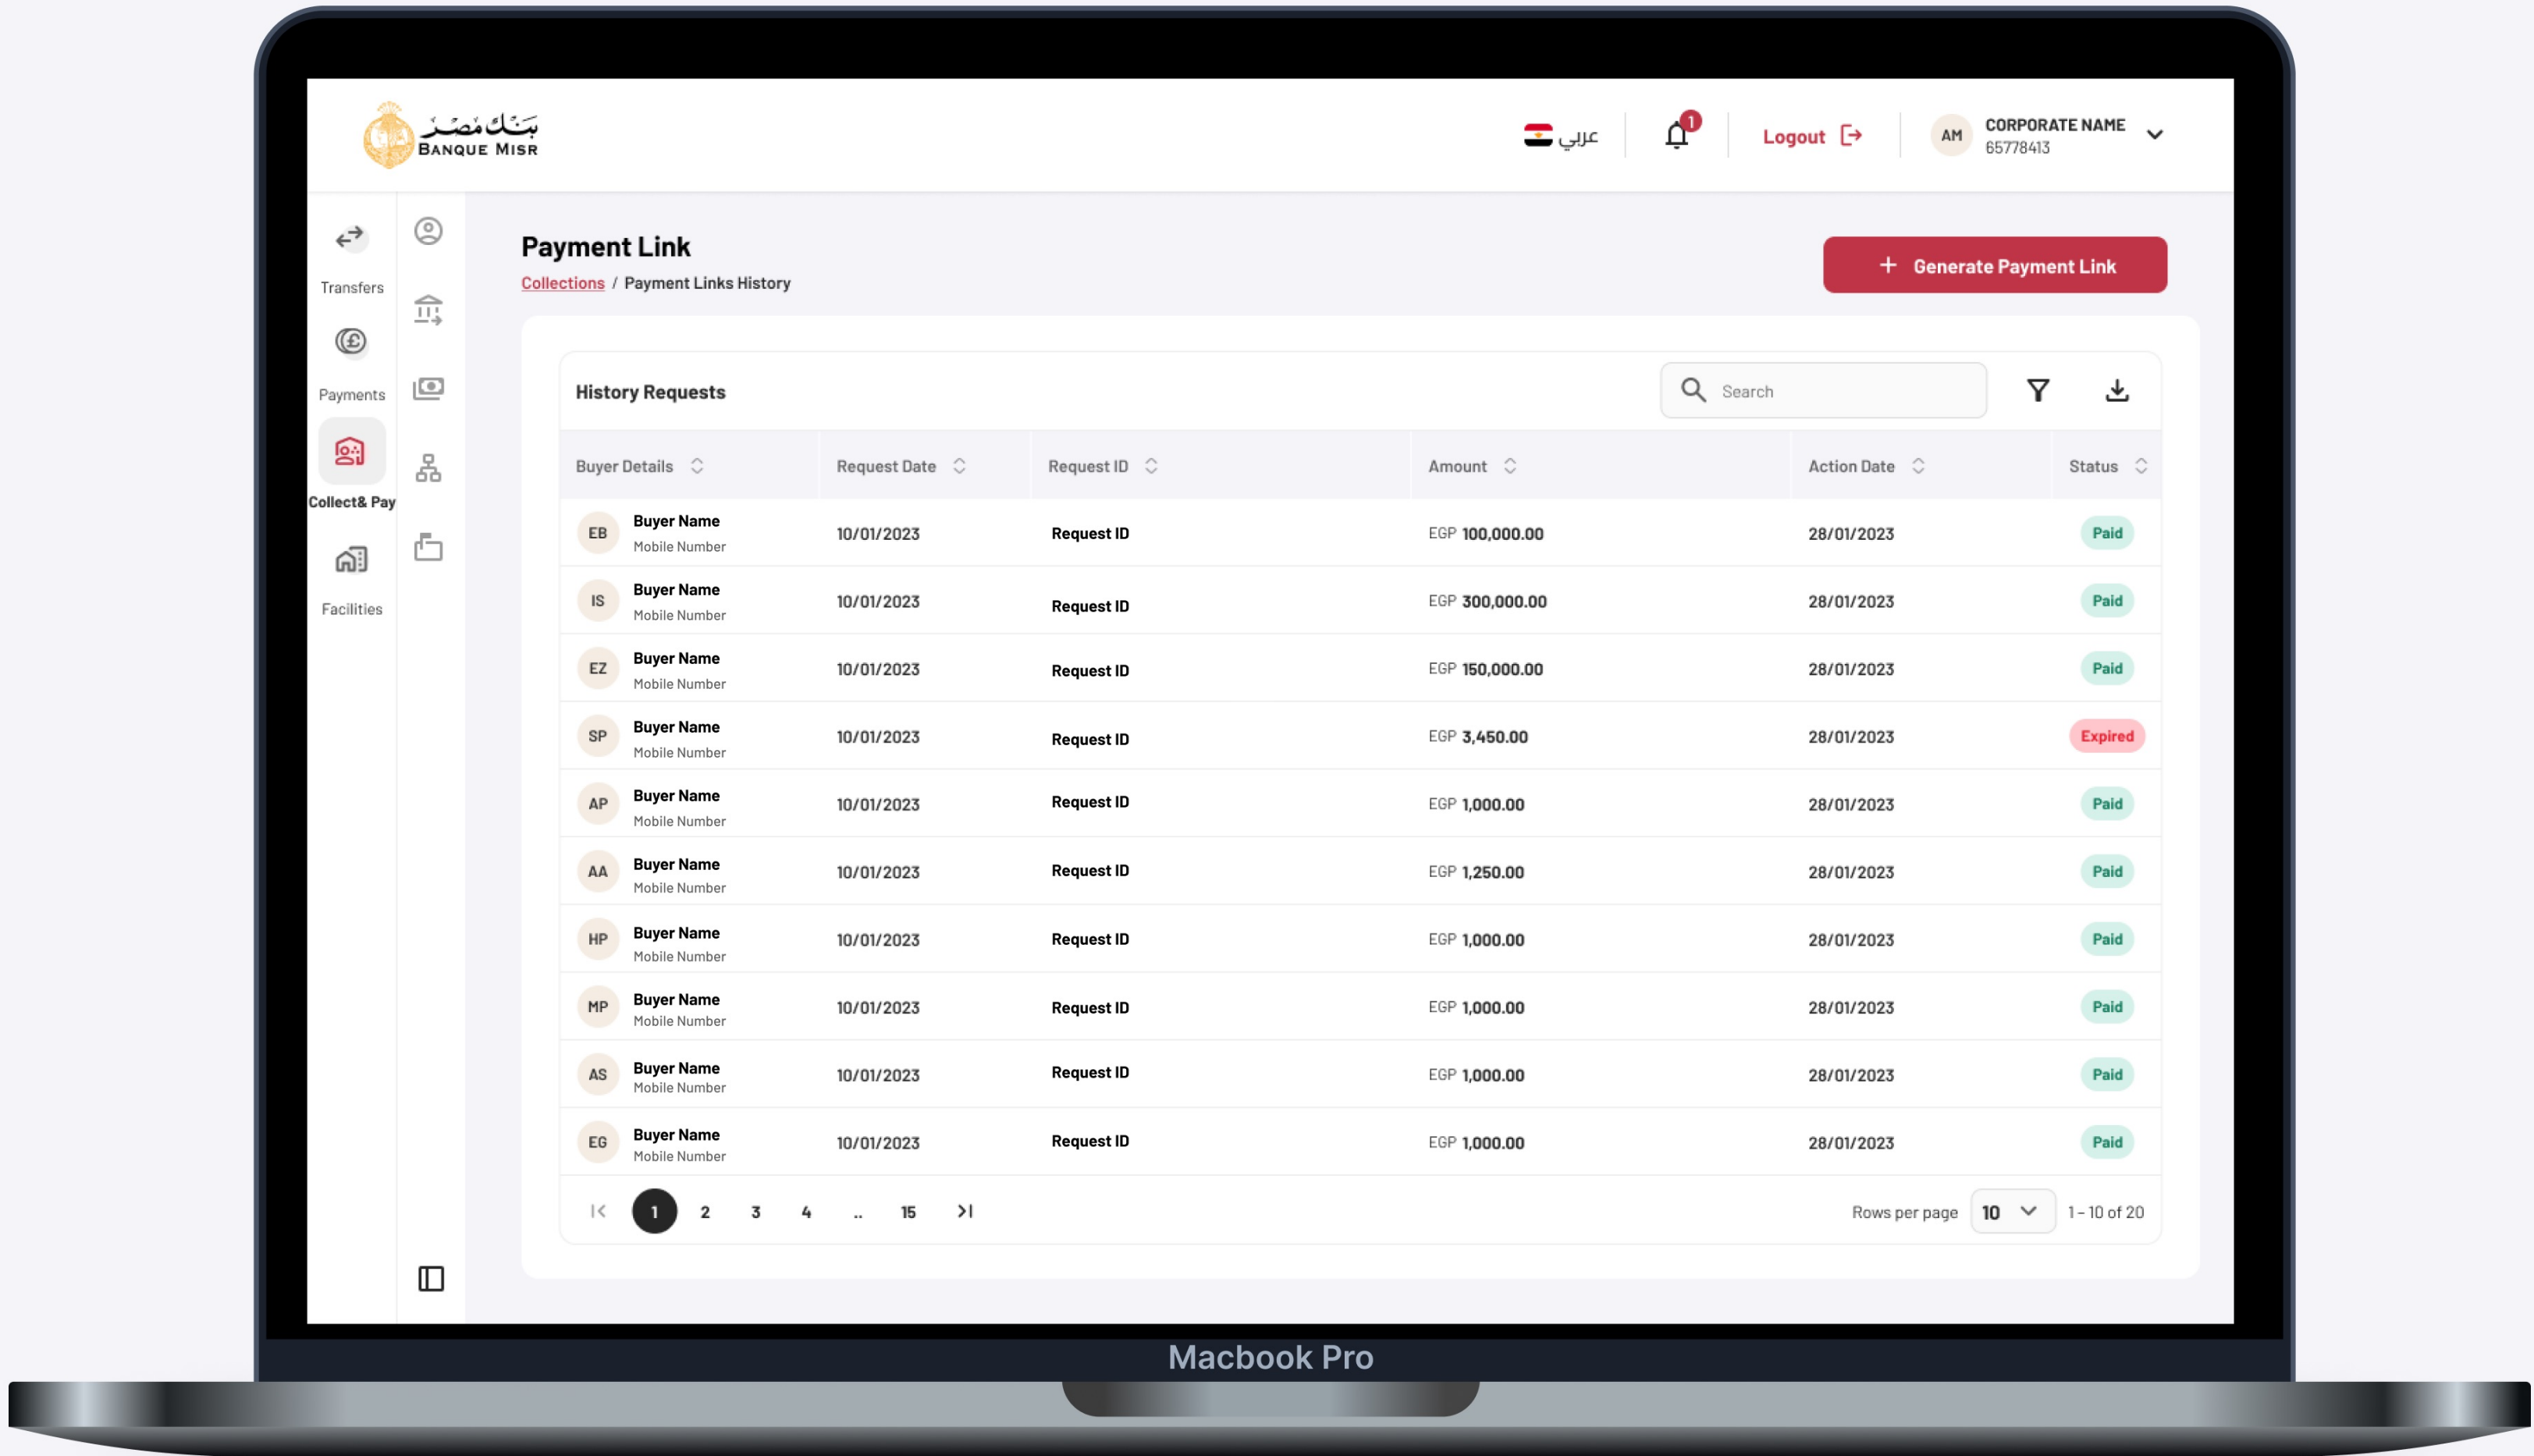 بنك مصر
BANQUE MISR
عربي
1
Logout
AM
CORPORATE NAME
65778413
Transfers
Payments
Collect& Pay
Facilities
Payment Link
Collections / Payment Links History
+ Generate Payment Link
History Requests
Search
Buyer Details Request Date Request ID Amount Action Date Status
EB Buyer Name 10/01/2023 Request ID EGP 100,000.00 28/01/2023 Paid
Mobile Number
IS Buyer Name 10/01/2023 Request ID EGP 300,000.00 28/01/2023 Paid
Mobile Number
EZ Buyer Name 10/01/2023 Request ID EGP 150,000.00 28/01/2023 Paid
Mobile Number
SP Buyer Name 10/01/2023 Request ID EGP 3,450.00 28/01/2023 Expired
Mobile Number
AP Buyer Name 10/01/2023 Request ID EGP 1,000.00 28/01/2023 Paid
Mobile Number
AA Buyer Name 10/01/2023 Request ID EGP 1,250.00 28/01/2023 Paid
Mobile Number
HP Buyer Name 10/01/2023 Request ID EGP 1,000.00 28/01/2023 Paid
Mobile Number
MP Buyer Name 10/01/2023 Request ID EGP 1,000.00 28/01/2023 Paid
Mobile Number
AS Buyer Name 10/01/2023 Request ID EGP 1,000.00 28/01/2023 Paid
Mobile Number
EG Buyer Name 10/01/2023 Request ID EGP 1,000.00 28/01/2023 Paid
Mobile Number
1 2 3 4 .. 15
Rows per page 10 1 - 10 of 20
Macbook Pro